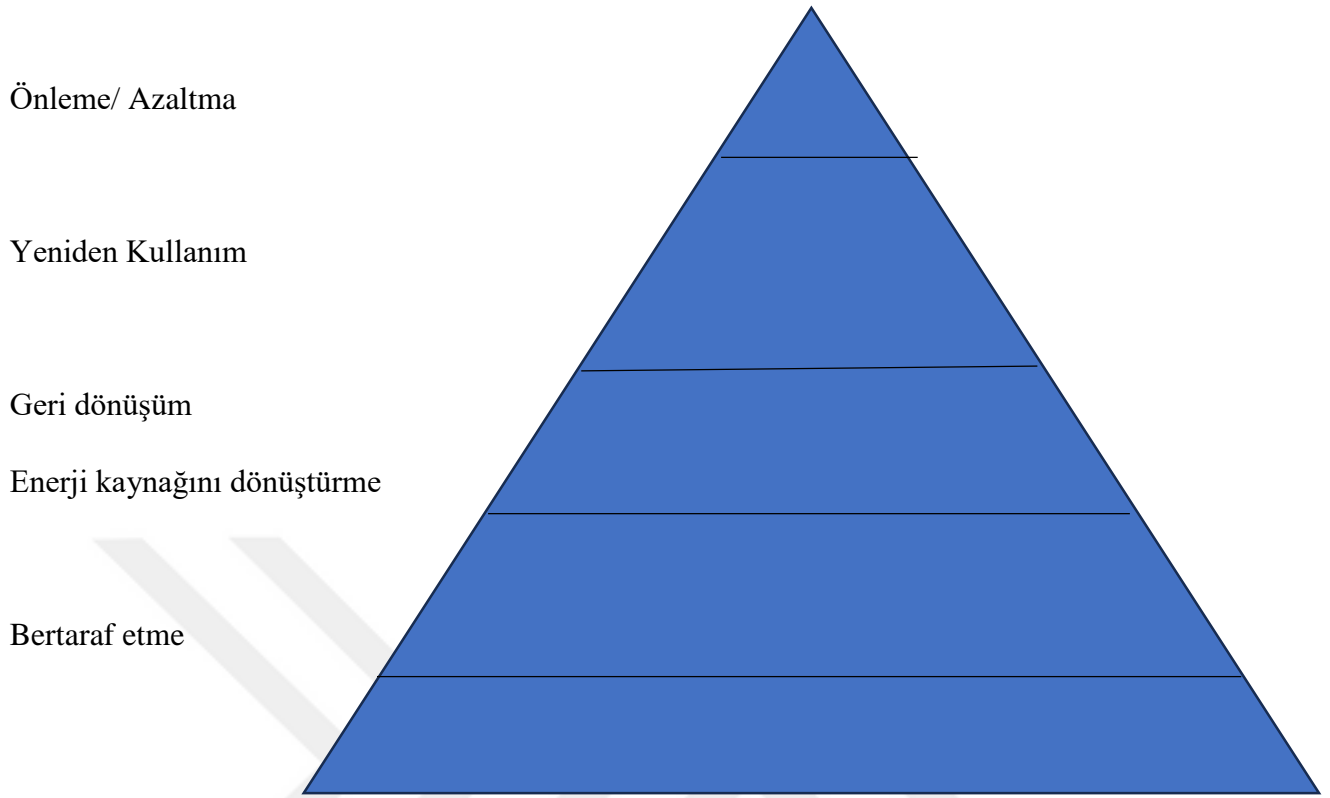 Önleme/ Azaltma
Yeniden Kullanım
Geri dönüşüm
Enerji kaynağını dönüştürme
Bertaraf etme